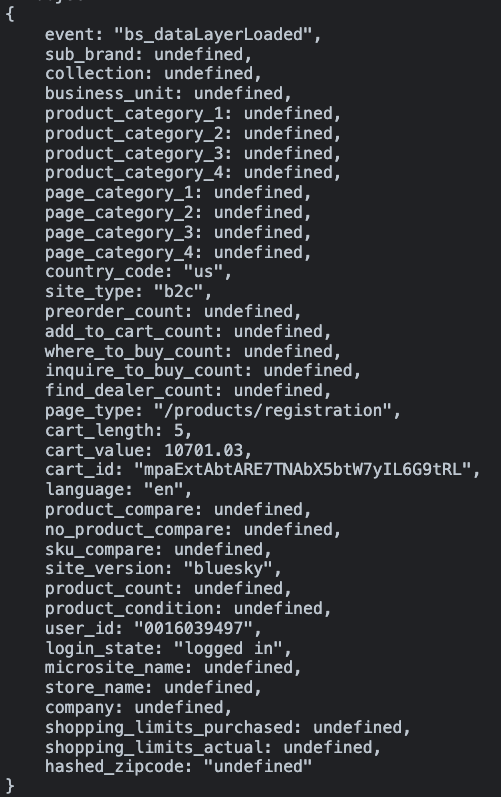 {
event: "bs_dataLayerLoaded",
sub_brand: undefined,
collection: undefined,
business_unit: undefined,
product_category_1: undefined,
product_category_2: undefined,
product_category_3: undefined,
product_category_4: undefined,
page_category_1: undefined,
page_category_2: undefined,
page_category_3: undefined,
page_category_4: undefined,
country_code: "us",
site_type: "b2c",
preorder_count: undefined,
add_to_cart_count: undefined,
where_to_buy_count: undefined,
inquire_to_buy_count: undefined,
find_dealer_count: undefined,
page_type: "/products/registration",
cart_length: 5,
cart_value: 10701.03,
cart_id: "mpaExtAbtARE7TNAbX5btW7yIL6G9tRL",
language: "en",
product_compare: undefined,
no_product_compare: undefined,
sku_compare: undefined,
site_version: "bluesky",
product_count: undefined,
product_condition: undefined,
user_id: "0016039497",
login_state: "logged in",
microsite_name: undefined,
store_name: undefined,
company: undefined,
shopping_limits_purchased: undefined,
shopping_limits_actual: undefined,
hashed_zipcode: "undefined"
}